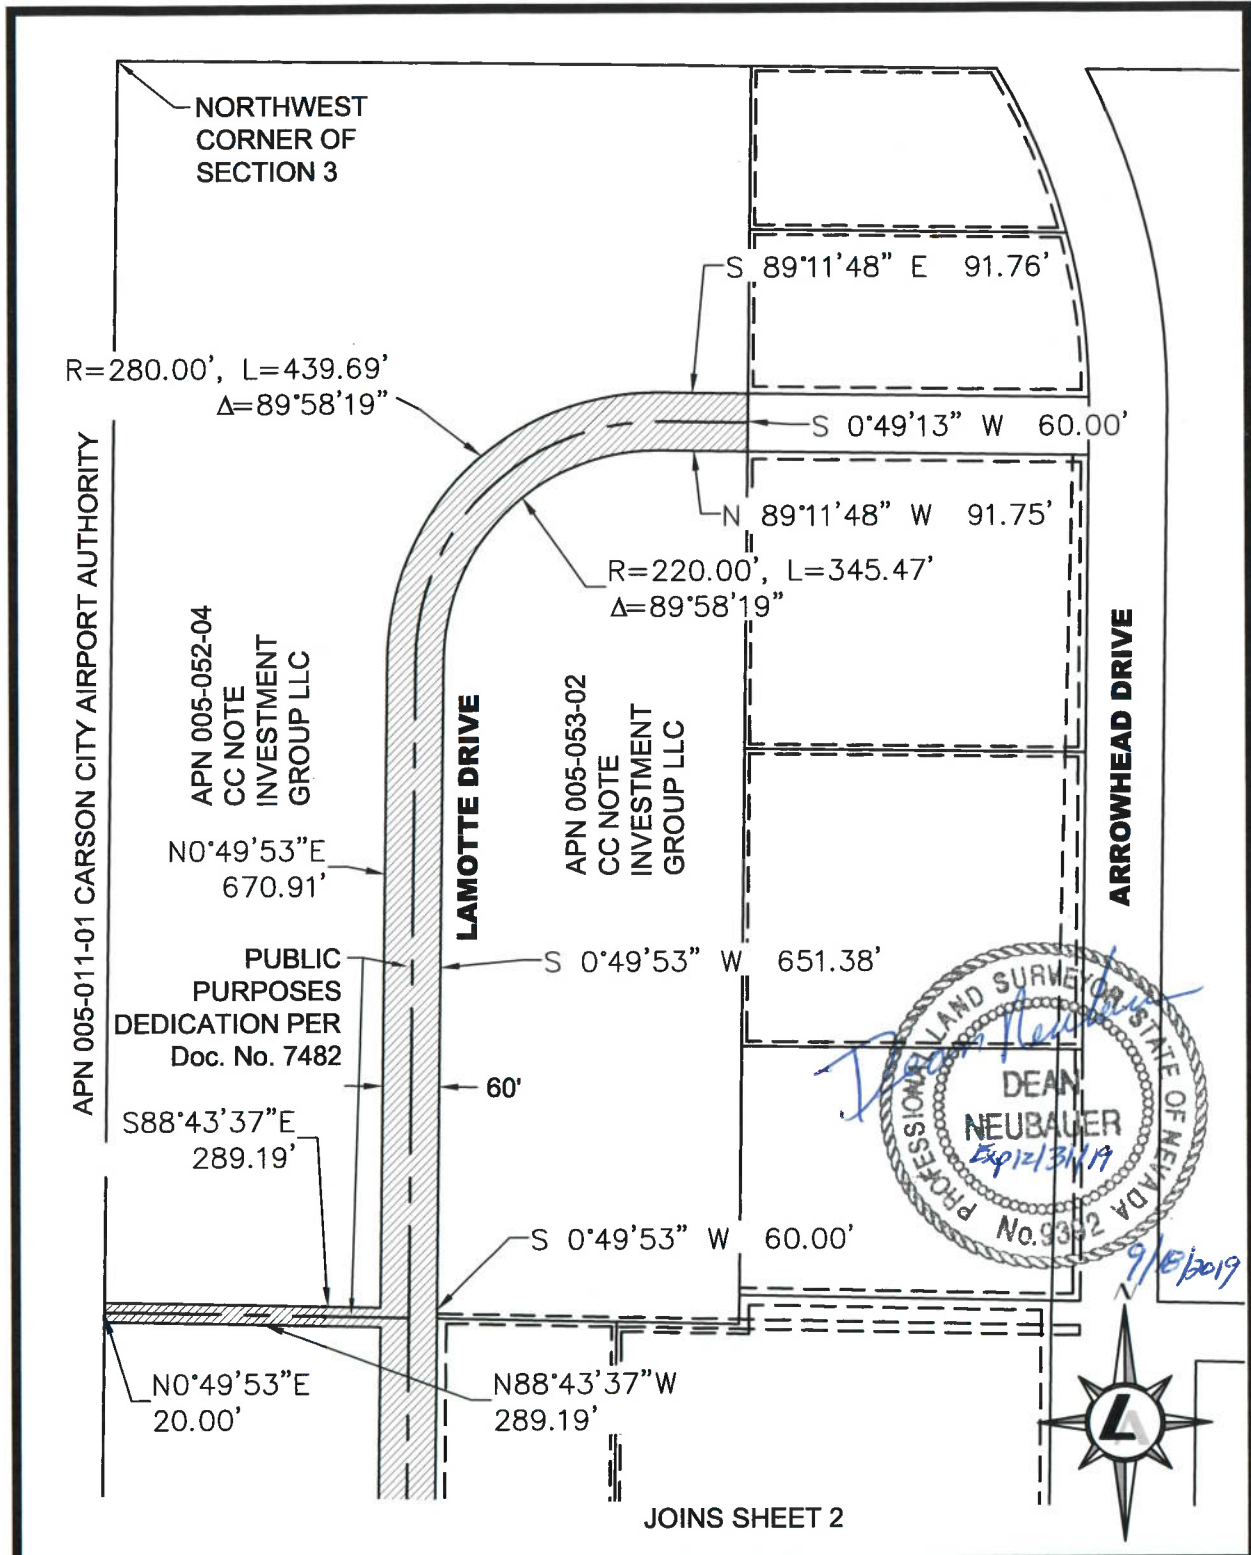 NORTHWEST
CORNER OF
SECTION 3
S 89°11'48" E 91.76'
R=280.00', L=439.69'
Δ=89°58'19"
S 0°49'13" W 60.00'
N 89°11'48" W 91.75'
R=220.00', L=345.47'
Δ=89°58'19"
APN 005-011-01 CARSON CITY AIRPORT AUTHORITY
APN 005-052-04
CC NOTE
INVESTMENT
GROUP LLC
LAMOTTE DRIVE
APN 005-053-02
CC NOTE
INVESTMENT
GROUP LLC
ARROWHEAD DRIVE
N0°49'53"E
670.91'
PUBLIC
PURPOSES
DEDICATION PER
Doc. No. 7482
S 0°49'53" W 651.38'
60'
S88°43'37"E
289.19'
PROFESSIONAL LAND SURVEYOR STATE OF NEVADA
Dean Neubauer
DEAN
NEUBAUER
Exp 12/31/19
No. 9392
9/18/2019
S 0°49'53" W 60.00'
N
N0°49'53"E
20.00'
N88°43'37"W
289.19'
LA
JOINS SHEET 2